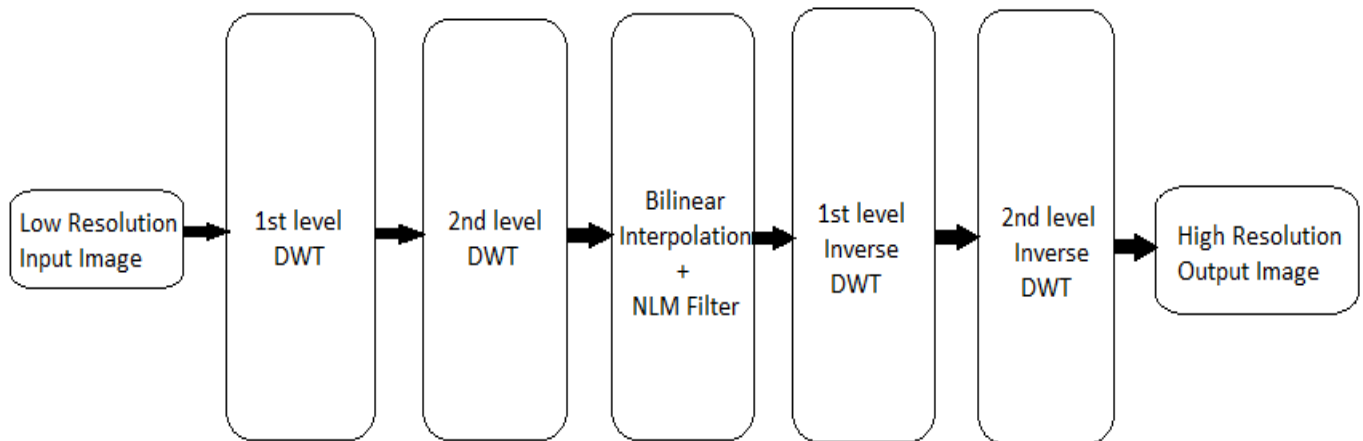 Low Resolution
Input Image
1st level
DWT
2nd level
DWT
Bilinear
Interpolation
+
NLM Filter
1st level
Inverse
DWT
2nd level
Inverse
DWT
High Resolution
Output Image